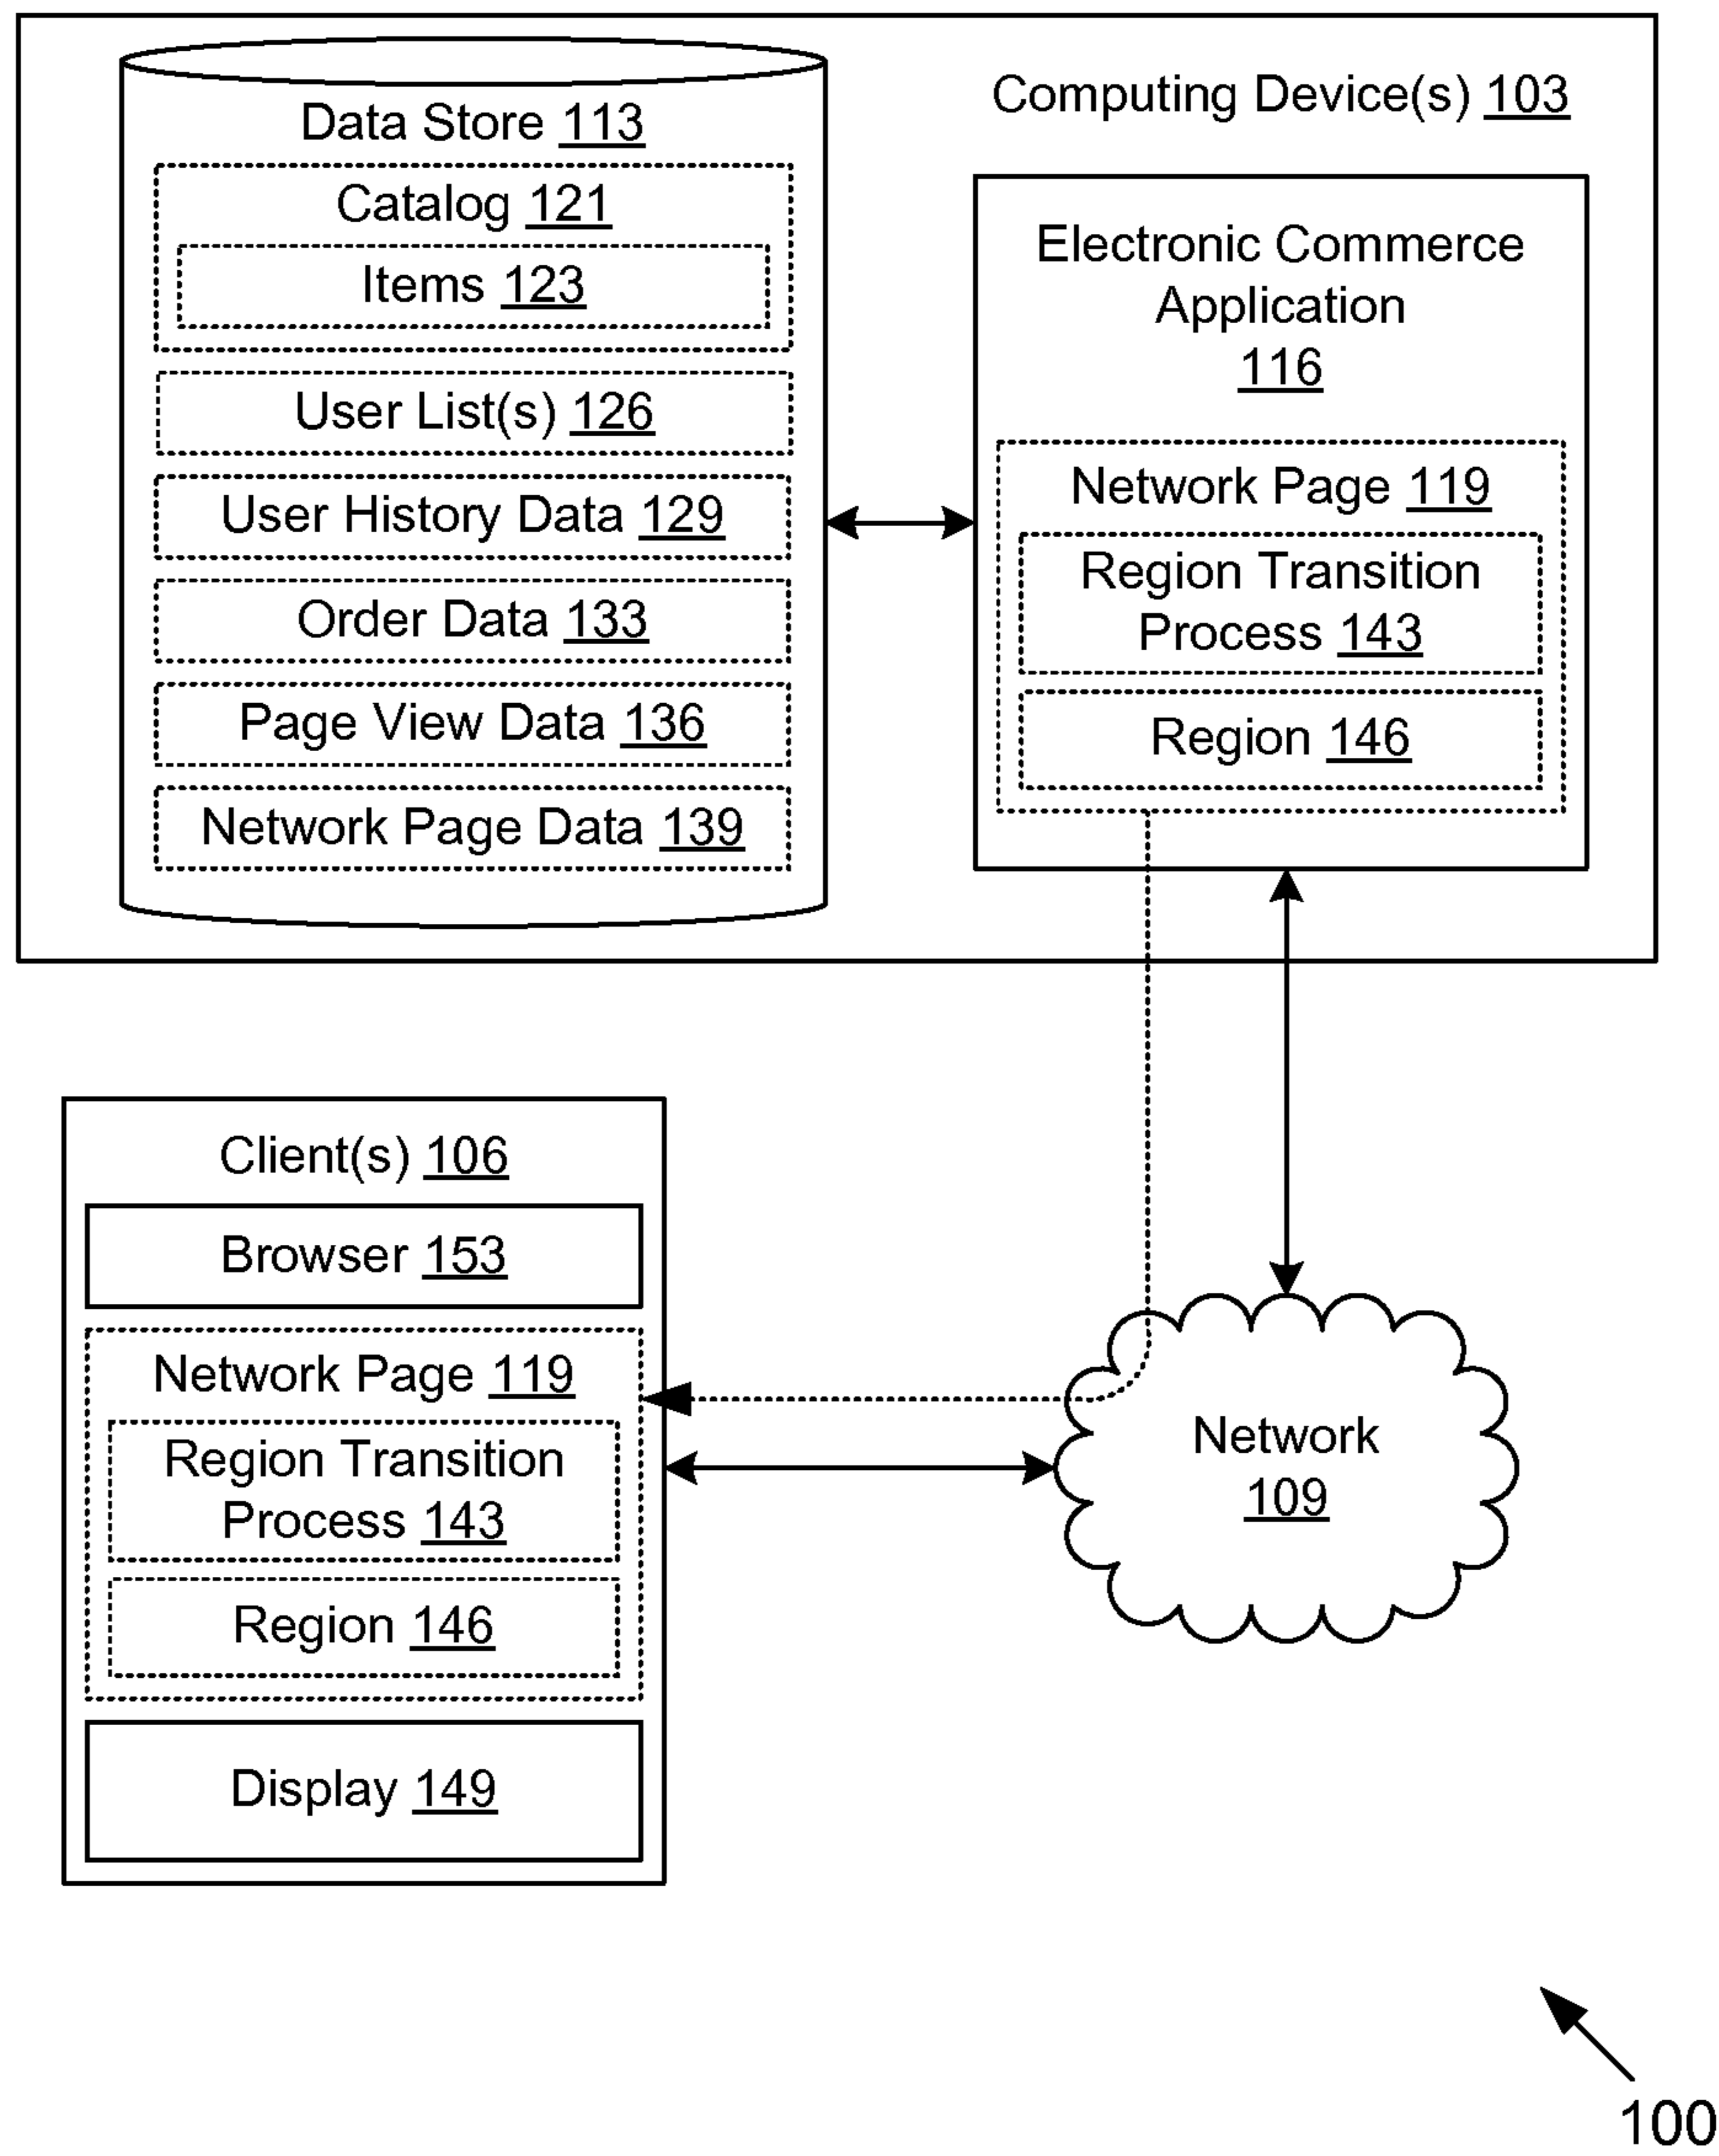 Computing Device(s) 103
Data Store 113
Catalog 121
Items 123
User List(s) 126
User History Data 129
Order Data 133
Page View Data 136
Network Page Data 139
Electronic Commerce
Application
116
Network Page 119
Region Transition
Process 143
Region 146
Client(s) 106
Browser 153
Network Page 119
Region Transition
Process 143
Region 146
Display 149
Network
109
100